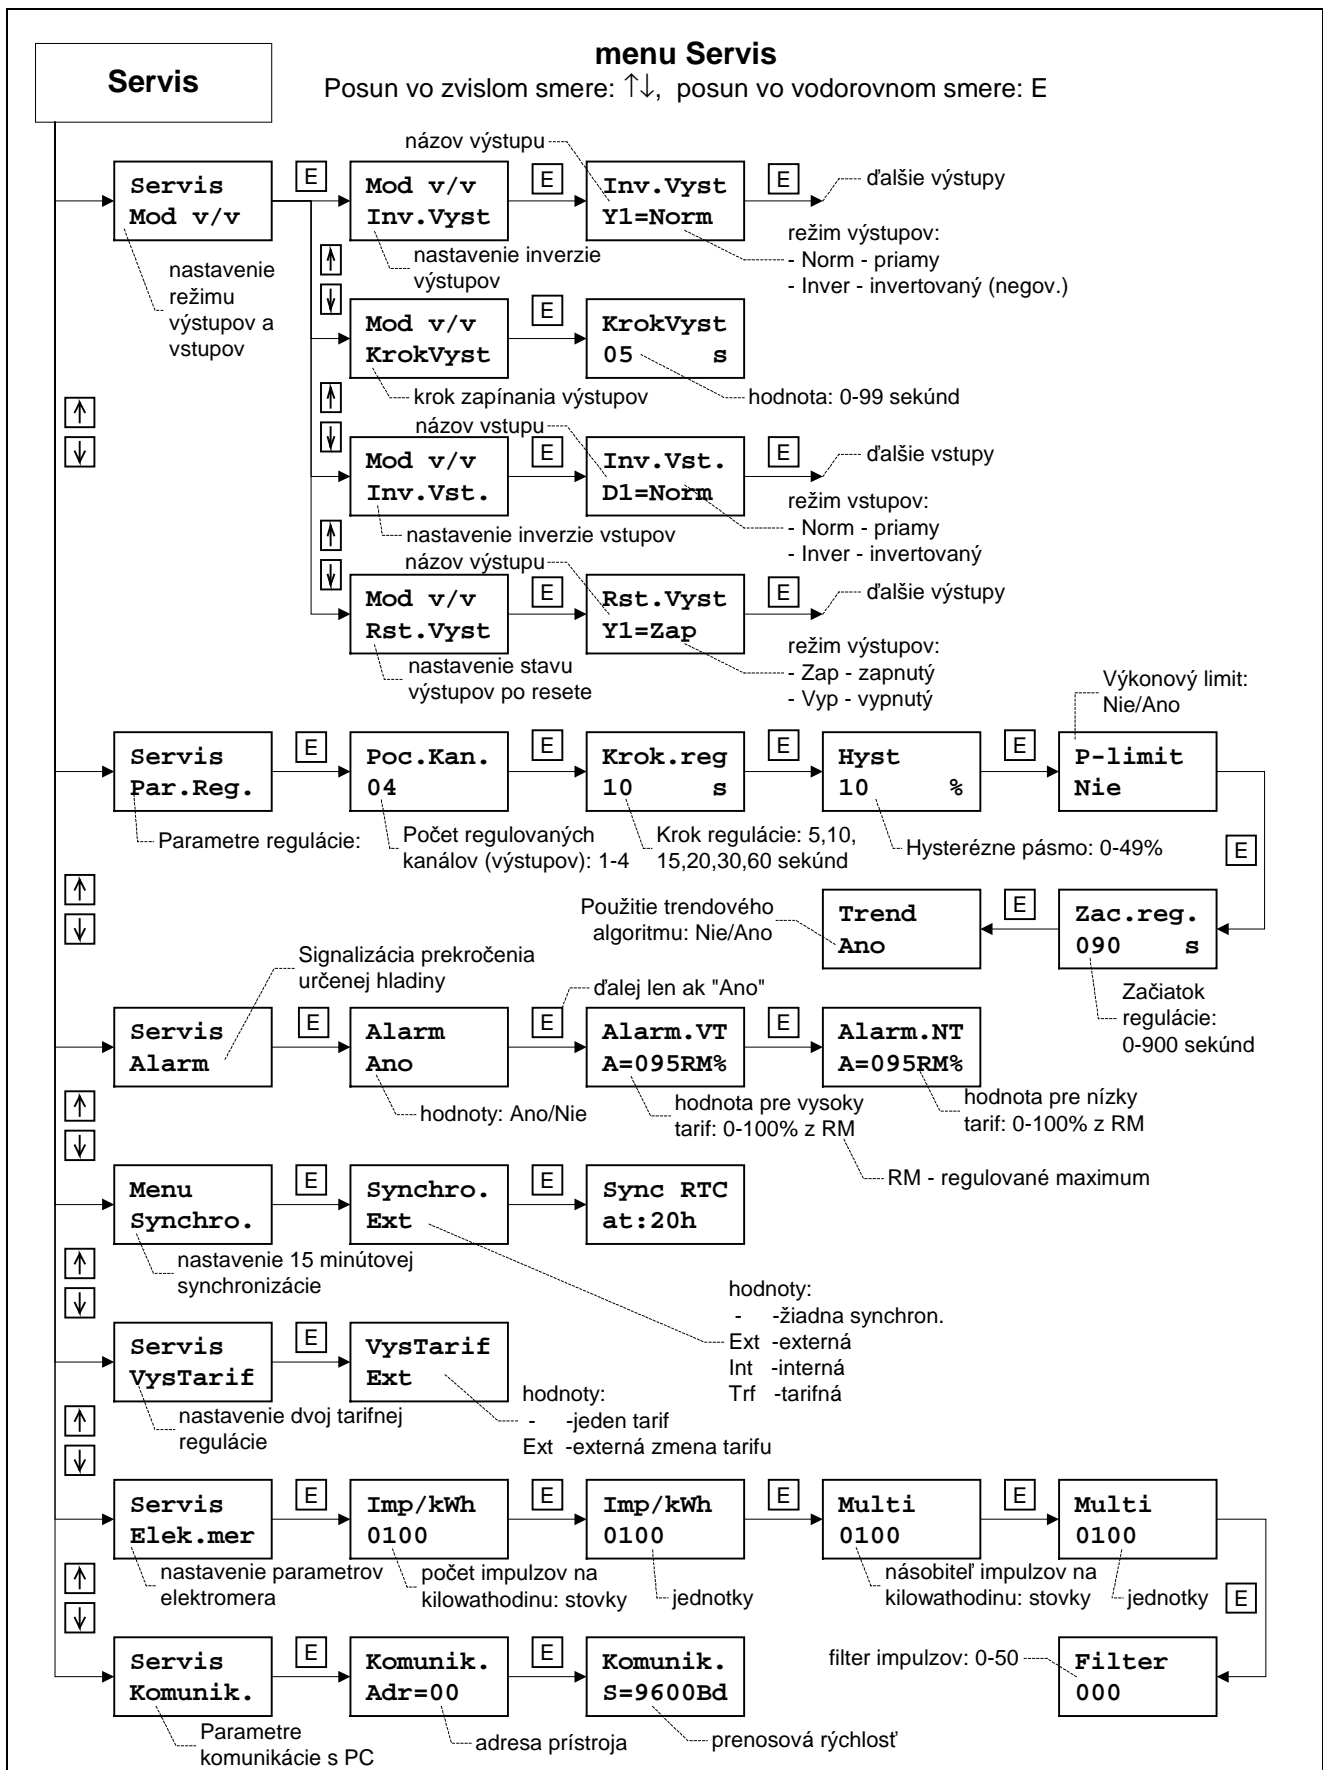 Servis
menu Servis
Posun vo zvislom smere: ↑↓, posun vo vodorovnom smere: E
názov výstupu
Servis
Mod v/v
E
Mod v/v
Inv.Vyst
E
Inv.Vyst
Y1=Norm
E
ďalšie výstupy
nastavenie
režimu
výstupov a
vstupov
↑
↓
nastavenie inverzie
výstupov
režim výstupov:
- Norm - priamy
- Inver - invertovaný (negov.)
Mod v/v
KrokVyst
E
KrokVyst
05 s
krok zapínania výstupov
hodnota: 0-99 sekúnd
↑
↓
↑
↓
názov vstupu
Mod v/v
Inv.Vst.
E
Inv.Vst.
D1=Norm
E
ďalšie vstupy
nastavenie inverzie vstupov
režim vstupov:
- Norm - priamy
- Inver - invertovaný
↑
↓
názov výstupu
Mod v/v
Rst.Vyst
E
Rst.Vyst
Y1=Zap
E
ďalšie výstupy
nastavenie stavu
výstupov po resete
režim výstupov:
- Zap - zapnutý
- Vyp - vypnutý
Výkonový limit:
Nie/Ano
Servis
Par.Reg.
E
Poc.Kan.
04
E
Krok.reg
10 s
E
Hyst
10 %
E
P-limit
Nie
Parametre regulácie:
Počet regulovaných
kanálov (výstupov): 1-4
Krok regulácie: 5,10,
15,20,30,60 sekúnd
Hysterézne pásmo: 0-49%
E
↑
↓
Použitie trendového
algoritmu: Nie/Ano
Trend
Ano
E
Zac.reg.
090 s
Začiatok
regulácie:
0-900 sekúnd
Signalizácia prekročenia
určenej hladiny
ďalej len ak "Ano"
Servis
Alarm
E
Alarm
Ano
E
Alarm.VT
A=095RM%
E
Alarm.NT
A=095RM%
hodnoty: Ano/Nie
hodnota pre vysoky
tarif: 0-100% z RM
hodnota pre nízky
tarif: 0-100% z RM
RM - regulované maximum
↑
↓
Menu
Synchro.
E
Synchro.
Ext
E
Sync RTC
at:20h
nastavenie 15 minútovej
synchronizácie
hodnoty:
- -žiadna synchron.
Ext -externá
Int -interná
Trf -tarifná
↑
↓
Servis
VysTarif
E
VysTarif
Ext
nastavenie dvoj tarifnej
regulácie
hodnoty:
- -jeden tarif
Ext -externá zmena tarifu
↑
↓
Servis
Elek.mer
E
Imp/kWh
0100
E
Imp/kWh
0100
E
Multi
0100
E
Multi
0100
nastavenie parametrov
elektromera
počet impulzov na
kilowathodinu: stovky
jednotky
násobiteľ impulzov na
kilowathodinu: stovky
jednotky
E
↑
↓
Servis
Komunik.
E
Komunik.
Adr=00
E
Komunik.
S=9600Bd
filter impulzov: 0-50
Filter
000
Parametre
komunikácie s PC
adresa prístroja
prenosová rýchlosť